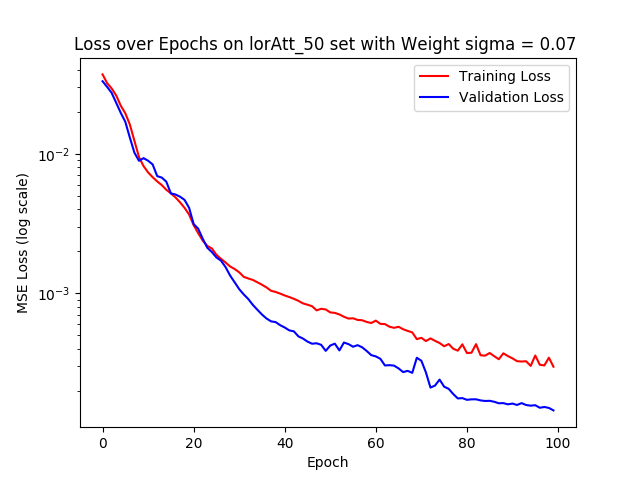 Loss over Epochs on lorAtt_50 set with Weight sigma = 0.07
Training Loss
Validation Loss
MSE Loss (log scale)
10⁻²
10⁻³
0 20 40 60 80 100
Epoch